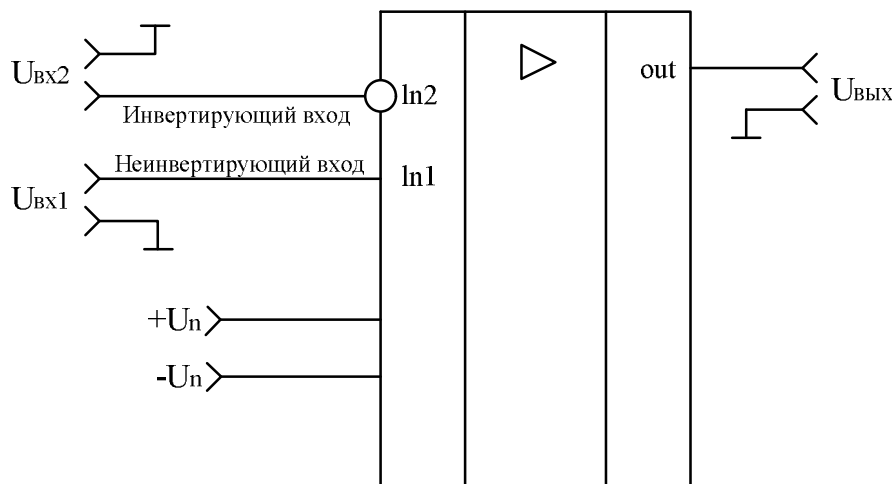 Uвх2
ln2
out
Uвых
Инвертирующий вход
Неинвертирующий вход
ln1
Uвх1
+Un
-Un